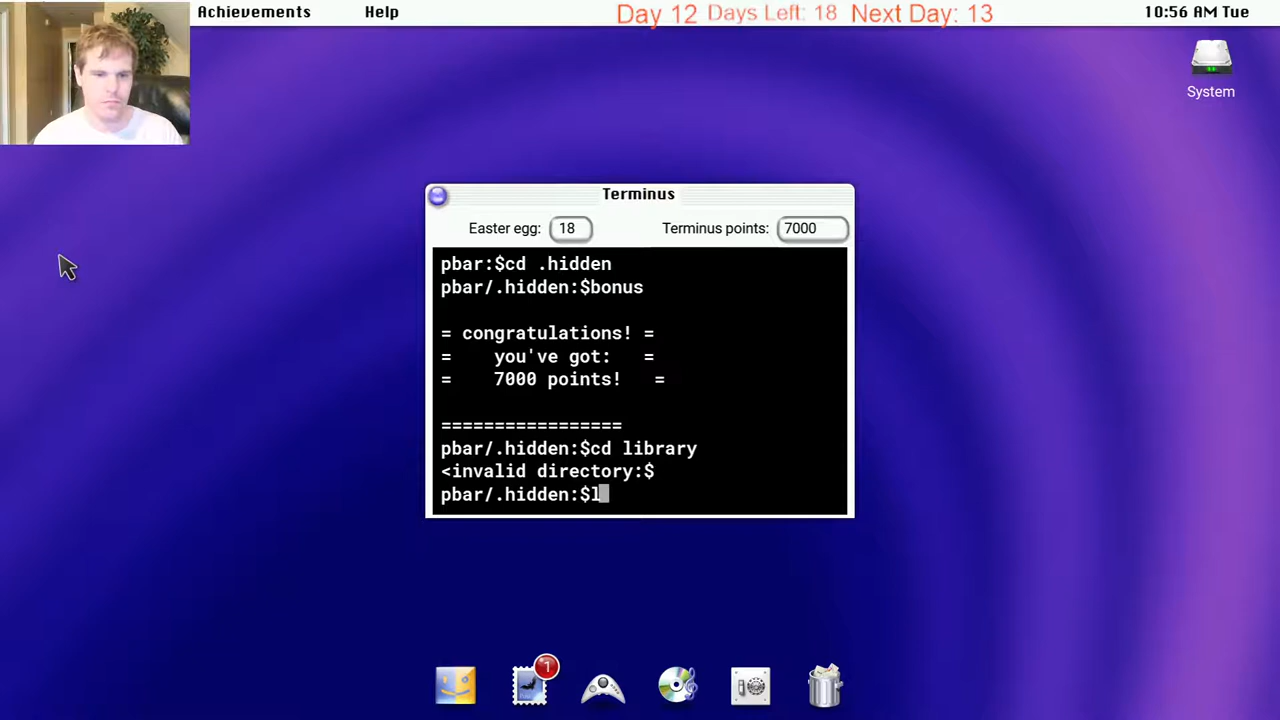 Achievements Help Day 12 Days Left: 18 Next Day: 13 10:56 AM Tue
System
Terminus
Easter egg: 18 Terminus points: 7000
pbar:$cd .hidden
pbar/.hidden:$bonus
= congratulations! =
= you've got: =
= 7000 points! =
=================
pbar/.hidden:$cd library
<invalid directory:$
pbar/.hidden:$l
1